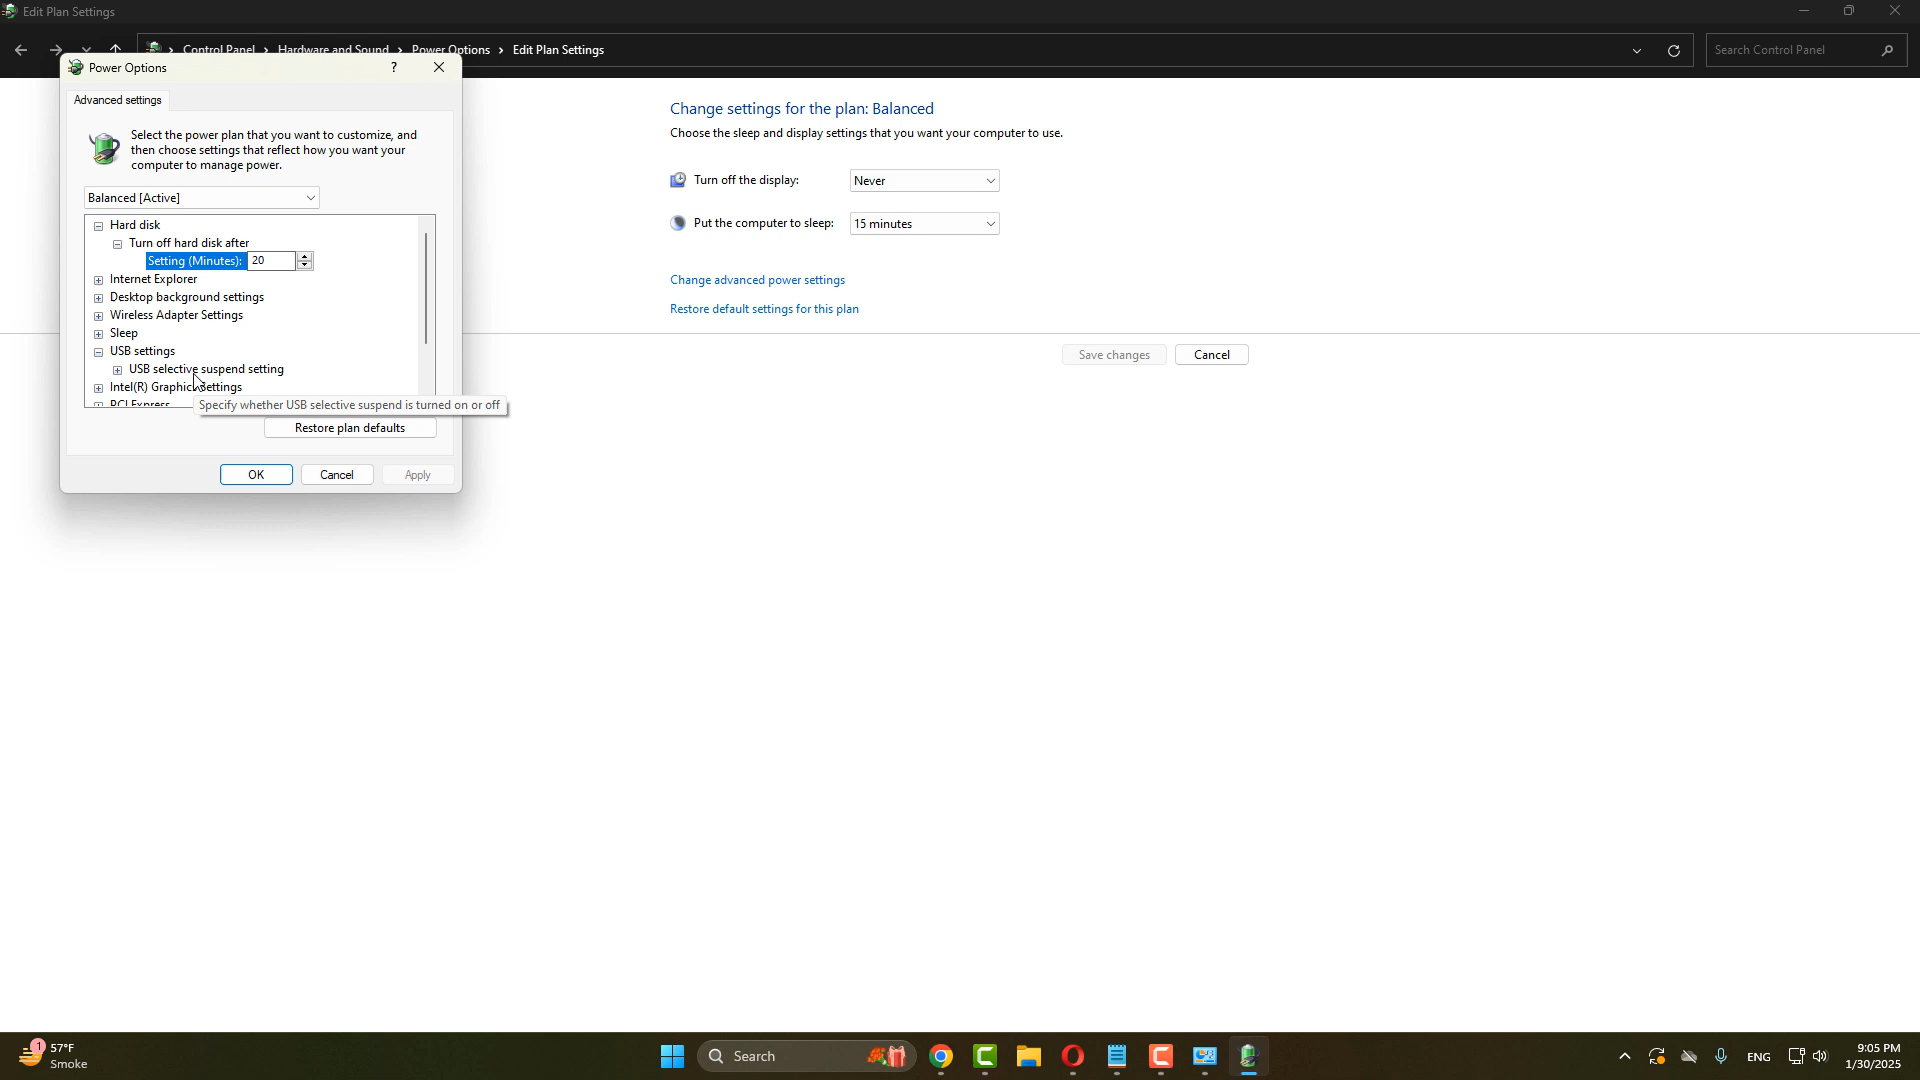 Edit Plan Settings
Control Panel > Hardware and Sound > Power Options > Edit Plan Settings
Search Control Panel
Power Options
?
Advanced settings
Select the power plan that you want to customize, and
then choose settings that reflect how you want your
computer to manage power.
Balanced [Active]
Hard disk
Turn off hard disk after
Setting (Minutes): 20
Internet Explorer
Desktop background settings
Wireless Adapter Settings
Sleep
USB settings
USB selective suspend setting
Intel(R) Graphics Settings
PCI Express
Specify whether USB selective suspend is turned on or off
Restore plan defaults
OK
Cancel
Apply
Change settings for the plan: Balanced
Choose the sleep and display settings that you want your computer to use.
Turn off the display: Never
Put the computer to sleep: 15 minutes
Change advanced power settings
Restore default settings for this plan
Save changes
Cancel
1
57°F
Smoke
Search
ENG
9:05 PM
1/30/2025